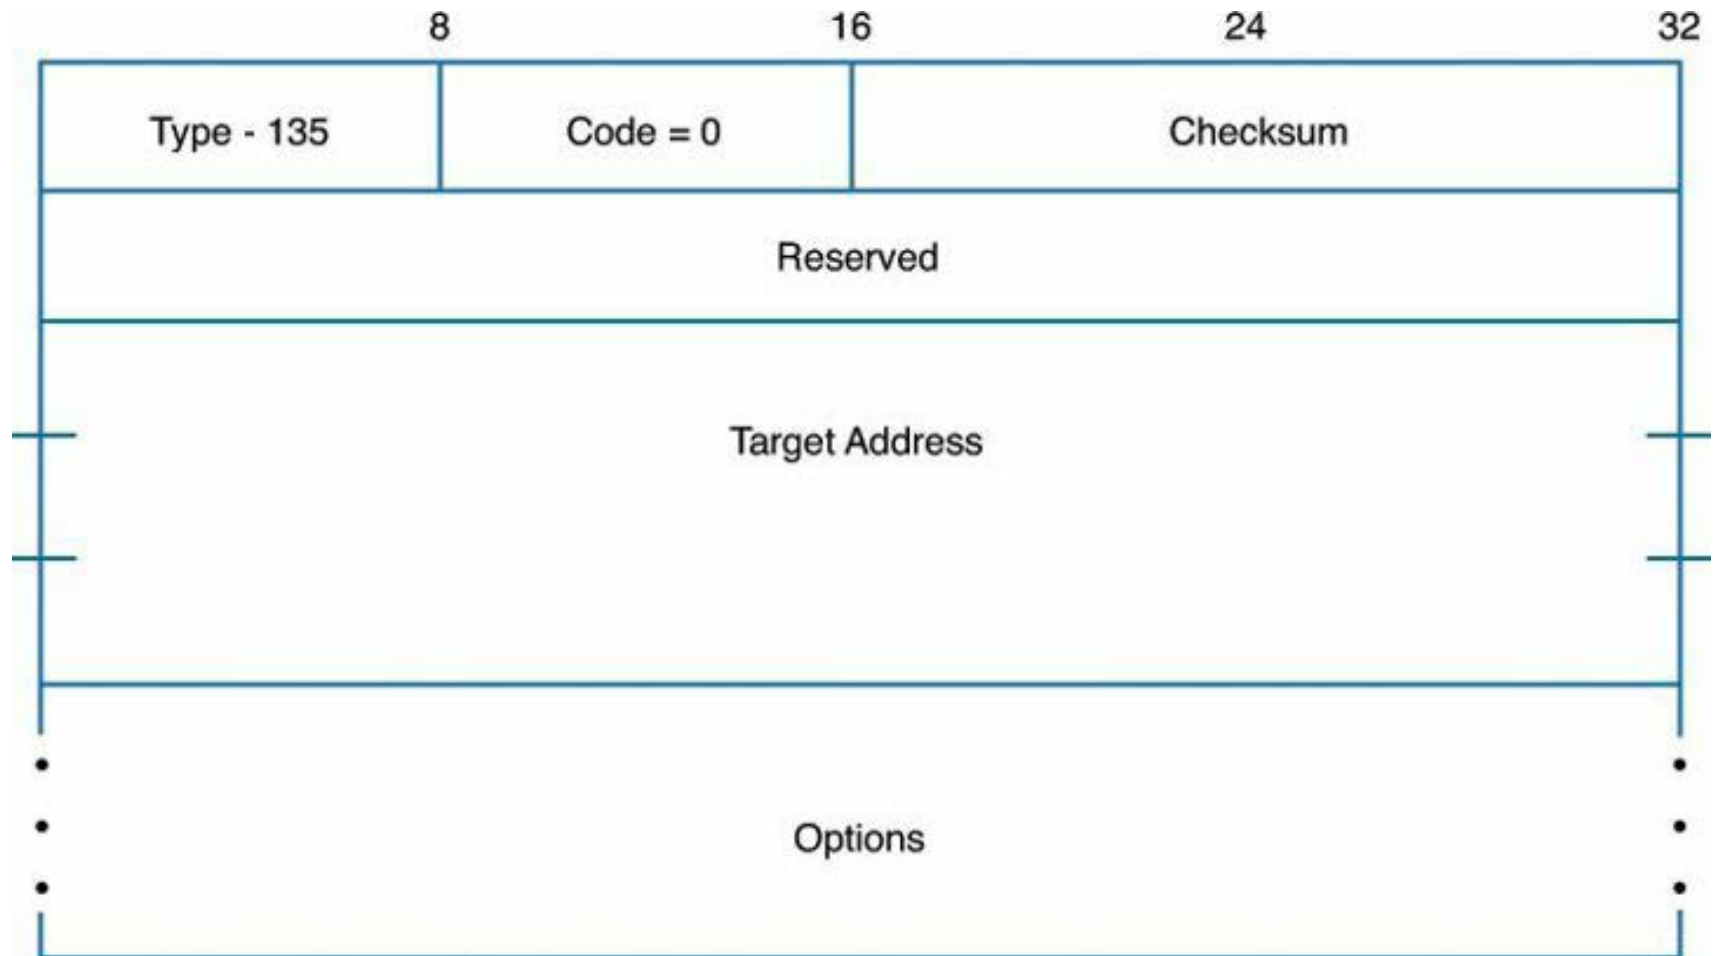 8 16 24 32
Type - 135 Code = 0 Checksum
Reserved
Target Address
Options